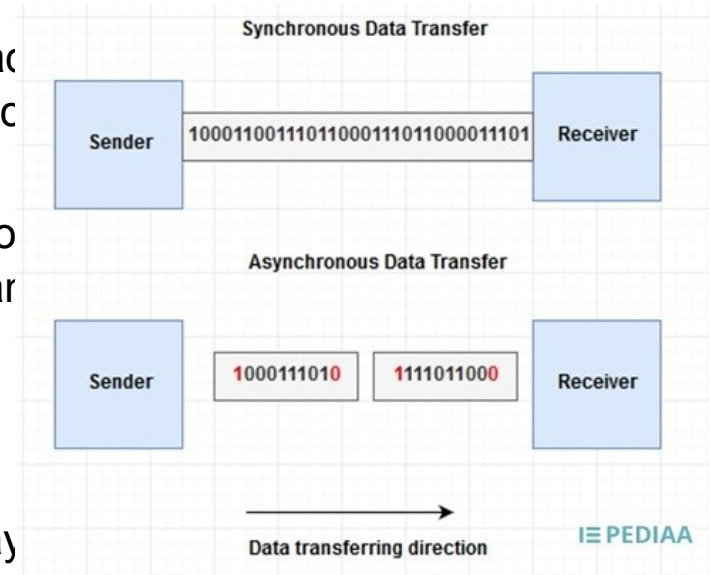 Synchronous Data Transfer
Sender 10001100111011000111011000011101 Receiver
Asynchronous Data Transfer
Sender 1000111010 1111011000 Receiver
Data transferring direction
PEDIAA